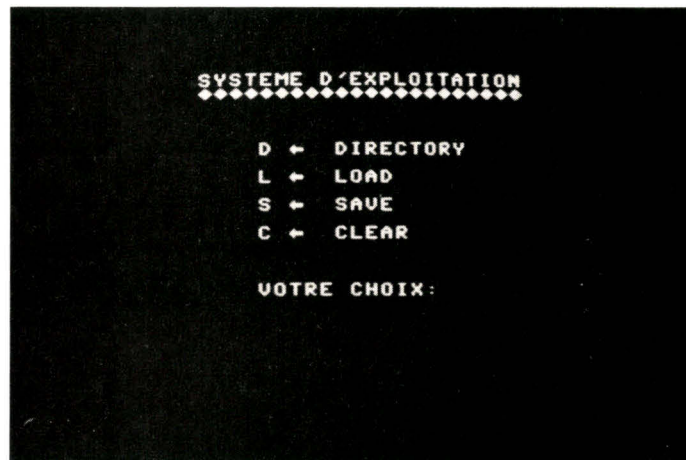 SYSTEME D'EXPLOITATION
D ← DIRECTORY
L ← LOAD
S ← SAVE
C ← CLEAR
VOTRE CHOIX: